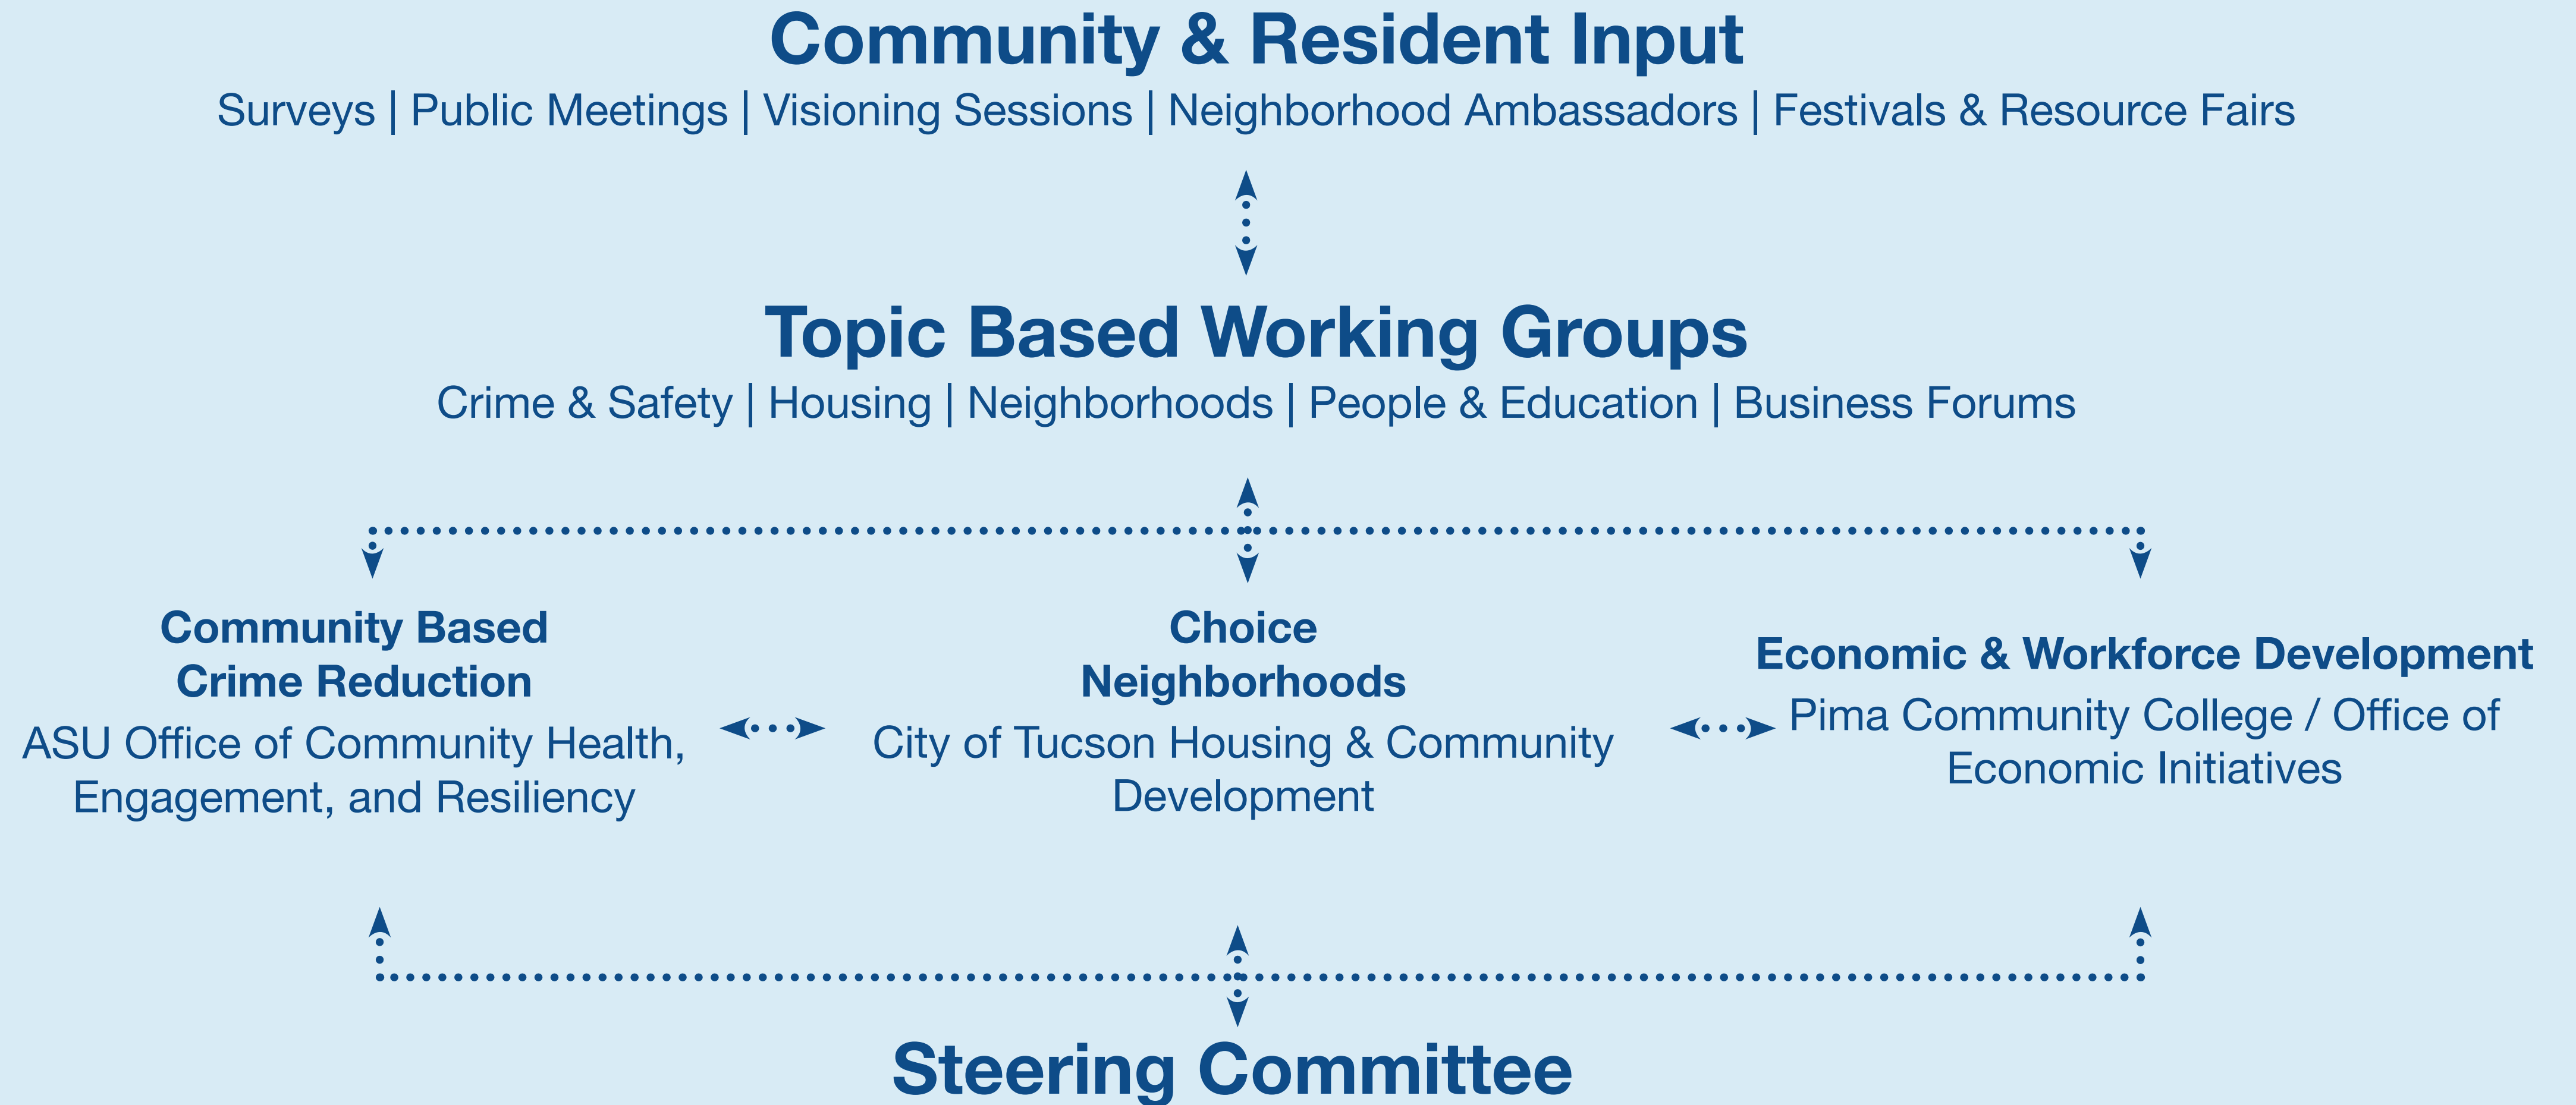 Community & Resident Input
Surveys | Public Meetings | Visioning Sessions | Neighborhood Ambassadors | Festivals & Resource Fairs
Topic Based Working Groups
Crime & Safety | Housing | Neighborhoods | People & Education | Business Forums
Community Based
Crime Reduction
ASU Office of Community Health,
Engagement, and Resiliency
Choice
Neighborhoods
City of Tucson Housing & Community
Development
Economic & Workforce Development
Pima Community College / Office of
Economic Initiatives
Steering Committee